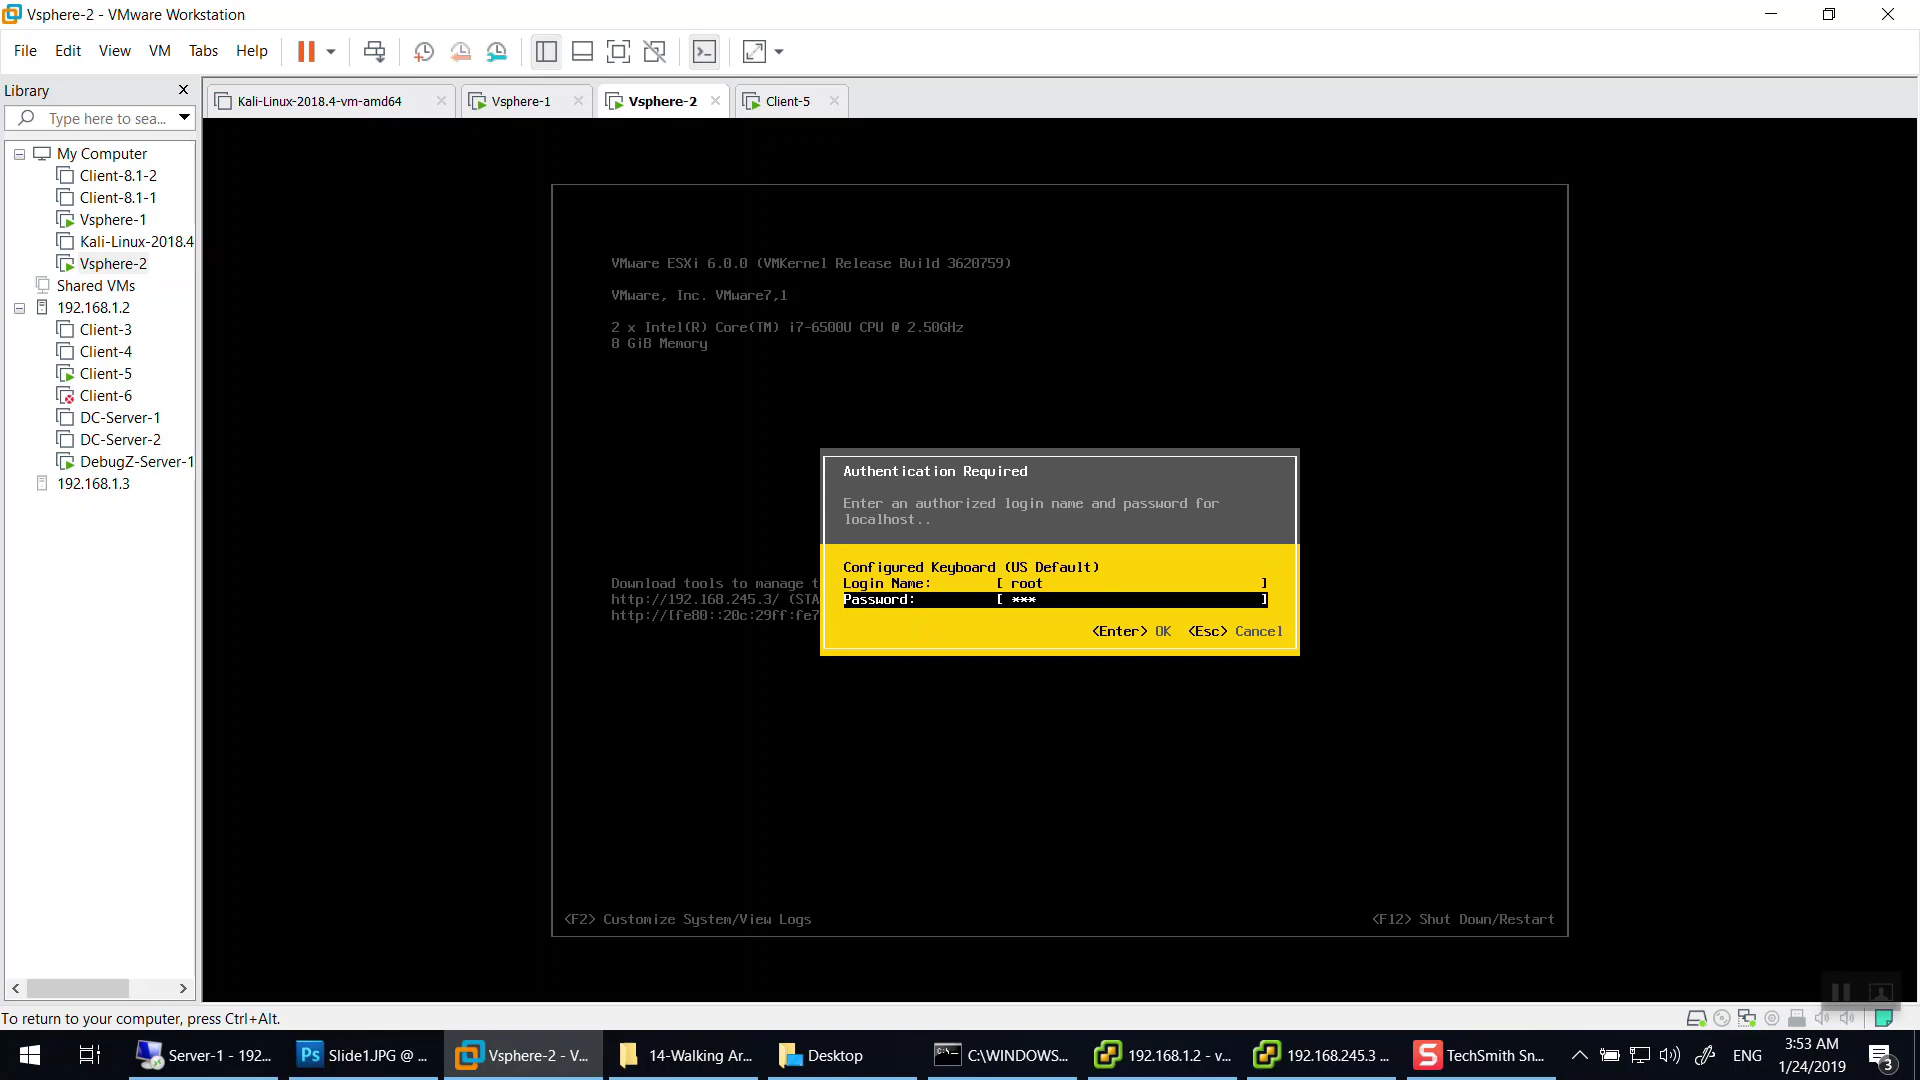 Vsphere-2 - VMware Workstation
File Edit View VM Tabs Help
Library
Type here to sea...
Kali-Linux-2018.4-vm-amd64
Vsphere-1
Vsphere-2
Client-5
My Computer
Client-8.1-2
Client-8.1-1
Vsphere-1
Kali-Linux-2018.4
Vsphere-2
Shared VMs
192.168.1.2
Client-3
Client-4
Client-5
Client-6
DC-Server-1
DC-Server-2
DebugZ-Server-1
192.168.1.3
VMware ESXi 6.0.0 (VMKernel Release Build 3620759)
VMware, Inc. VMware7,1
2 x Intel(R) Core(TM) i7-6500U CPU @ 2.50GHz
8 GiB Memory
Download tools to manage t
http://192.168.245.3/ (STA
http://[fe80::20c:29ff:fe7
Authentication Required
Enter an authorized login name and password for
localhost..
Configured Keyboard (US Default)
Login Name: [ root ]
Password: [ *** ]
<Enter> OK <Esc> Cancel
<F2> Customize System/View Logs
<F12> Shut Down/Restart
To return to your computer, press Ctrl+Alt.
Server-1 - 192...
Ps Slide1.JPG @ ...
Vsphere-2 - V...
14-Walking Ar...
Desktop
C:\WINDOWS...
192.168.1.2 - v...
192.168.245.3 ...
S TechSmith Sn...
ENG
3:53 AM
1/24/2019
3